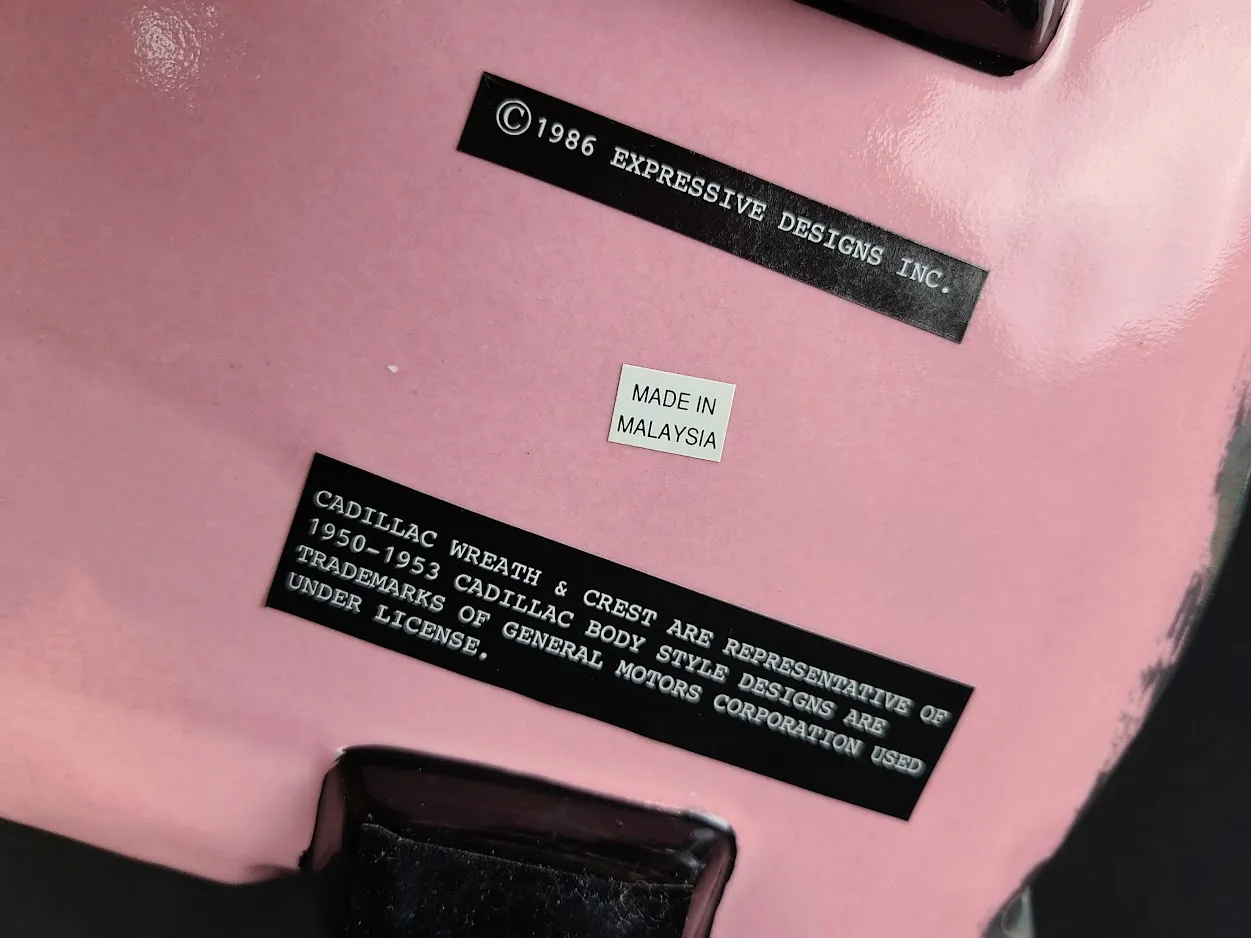 ©1986 EXPRESSIVE DESIGNS INC.
MADE IN
MALAYSIA
CADILLAC WREATH & CREST ARE REPRESENTATIVE OF
1950-1953 CADILLAC BODY STYLE DESIGNS ARE
TRADEMARKS OF GENERAL MOTORS CORPORATION USED
UNDER LICENSE.